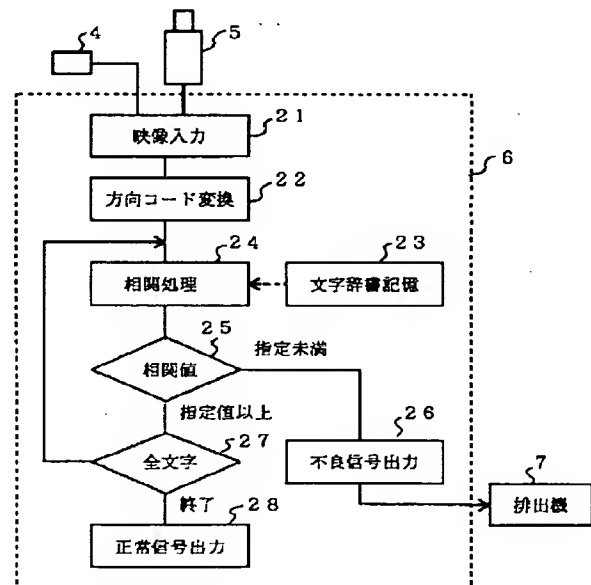 4
5
21
映像入力
6
22
方向コード変換
24
23
相関処理
文字辞書記憶
25
指定未満
相関値
指定値以上
26
27
全文字
不良信号出力
7
排出機
終了
28
正常信号出力